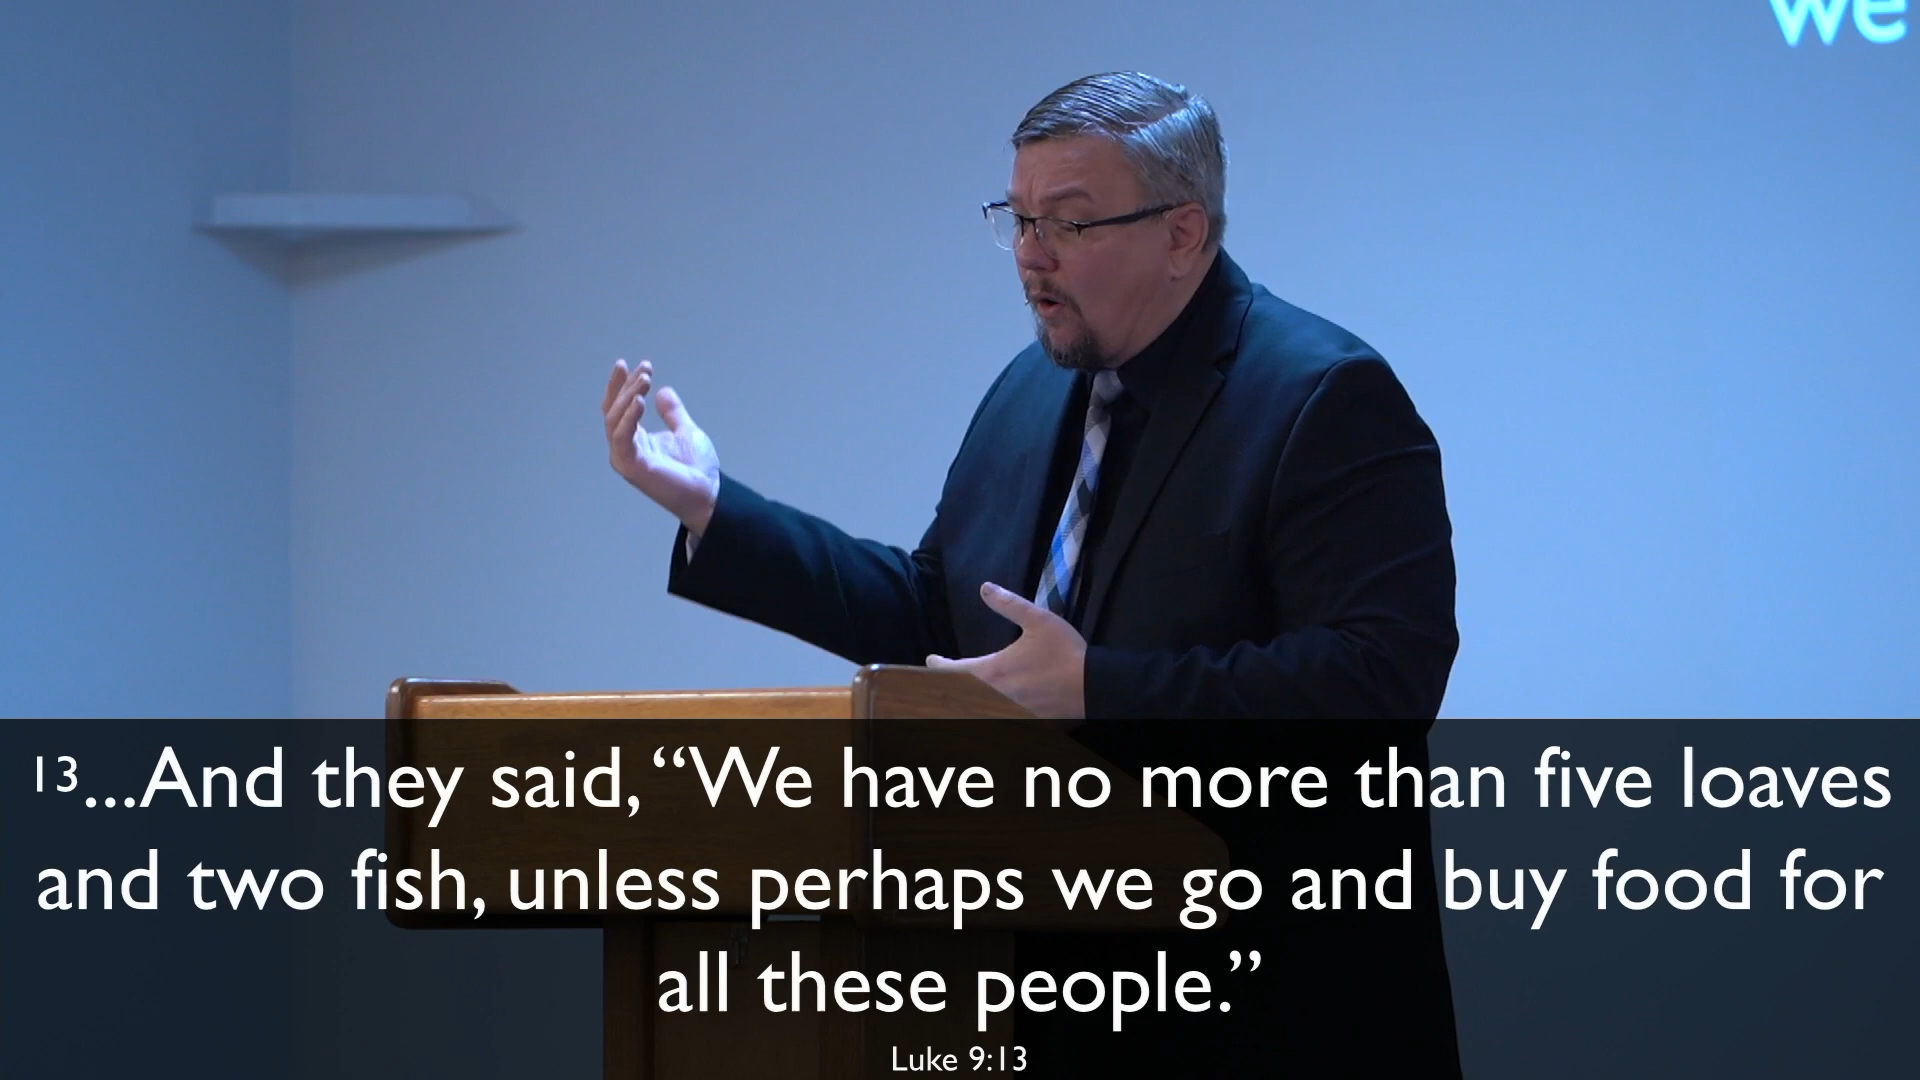 we
13...And they said, “We have no more than five loaves
and two fish, unless perhaps we go and buy food for
all these people.”
Luke 9:13